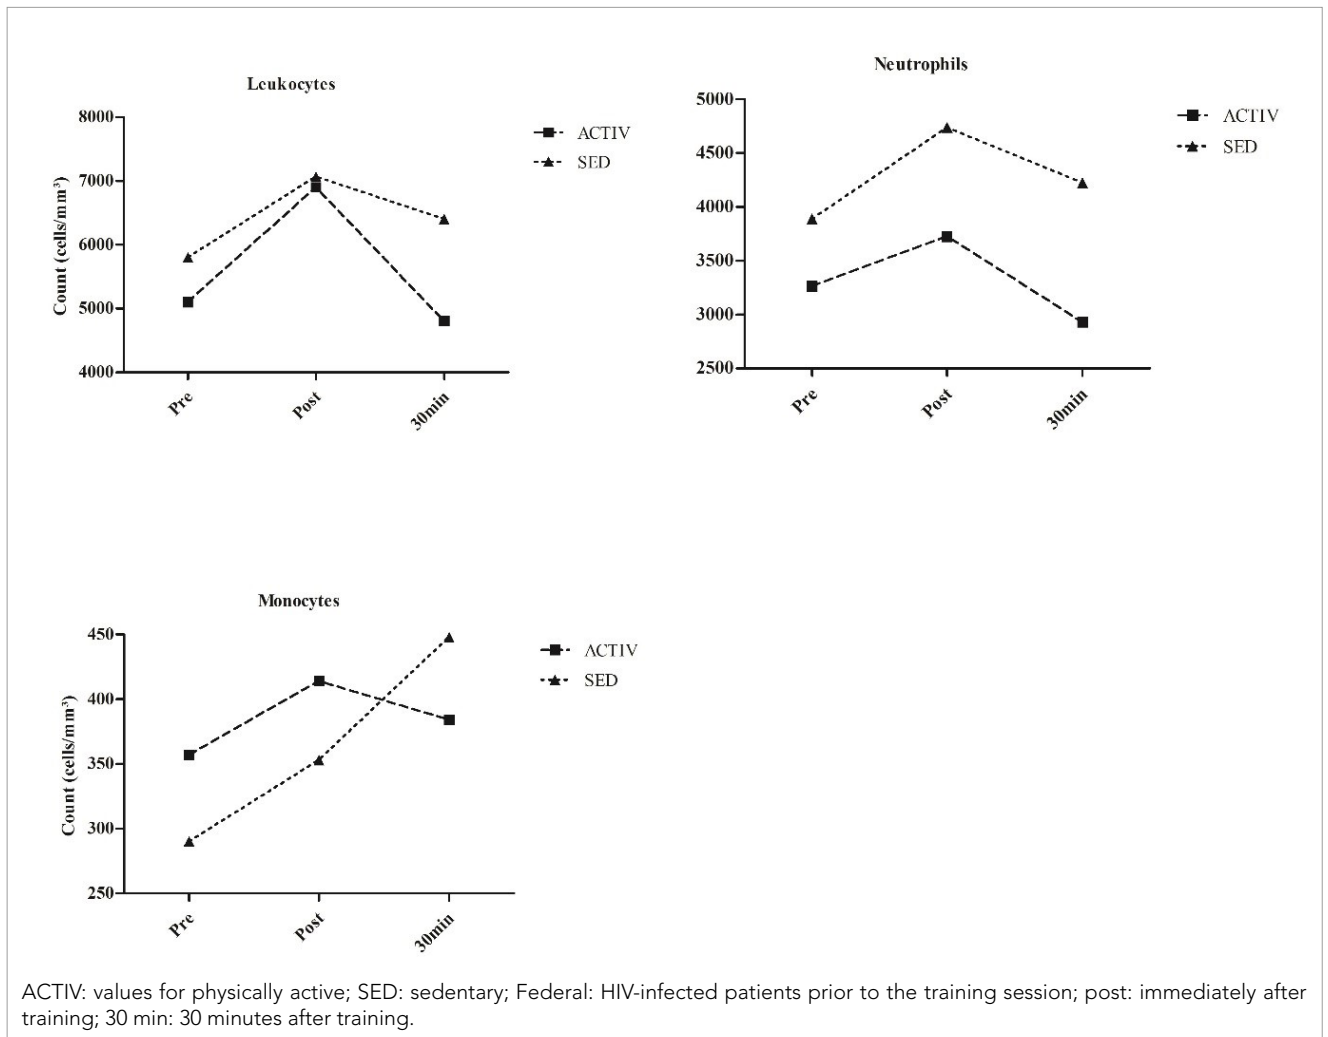 Leukocytes
8000
7000
6000
5000
4000
Count (cells/mm³)
Pre
Post
30min
ACTIV
SED
Neutrophils
5000
4500
4000
3500
3000
2500
Pre
Post
30min
ACTIV
SED
Monocytes
450
400
350
300
250
Count (cells/mm³)
Pre
Post
30min
ACTIV
SED
ACTIV: values for physically active; SED: sedentary; Federal: HIV-infected patients prior to the training session; post: immediately after
training; 30 min: 30 minutes after training.